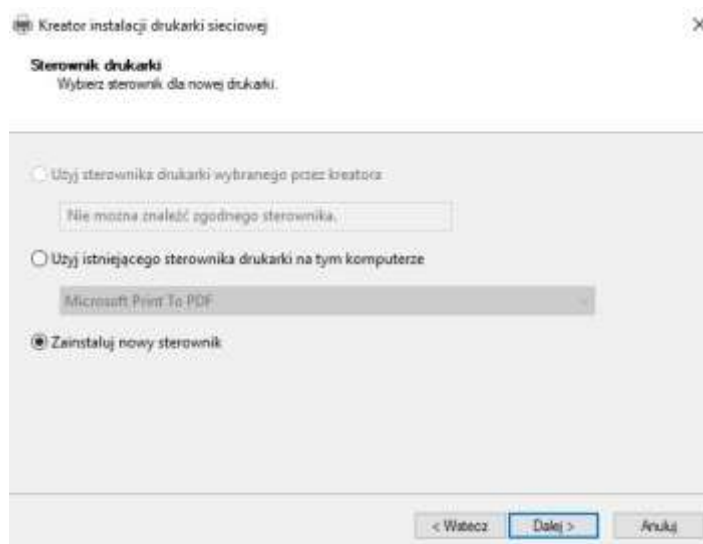 Kreator instalacji drukarki sieciowej
Sterownik drukarki
Wybierz sterownik dla nowej drukarki.
Użyj sterownika drukarki wybranego przez kreatora
Nie można znaleźć zgodnego sterownika.
Użyj istniejącego sterownika drukarki na tym komputerze
Microsoft Print To PDF
Zainstaluj nowy sterownik
< Wstecz
Dalej >
Anuluj